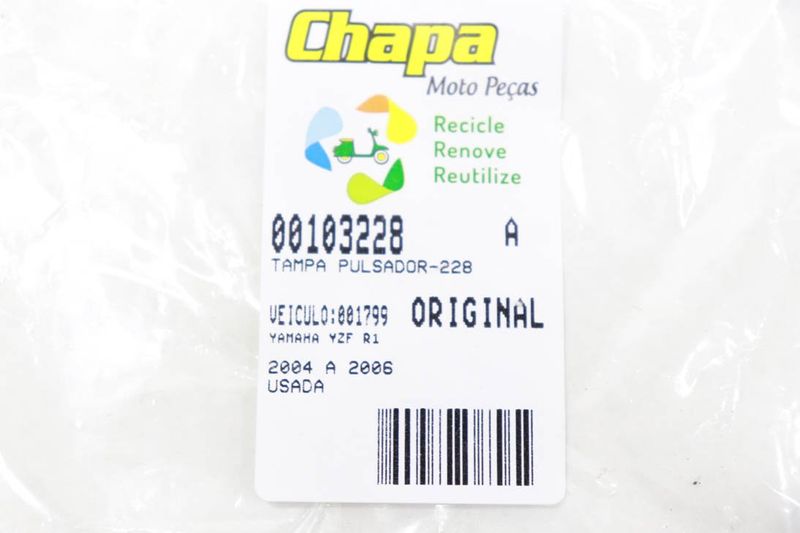 Chapa
Moto Peças
Recicle
Renove
Reutilize
00103228 A
TAMPA PULSADOR-228
VEICULO:001799 ORIGINAL
YAMAHA YZF R1
2004 A 2006
USADA